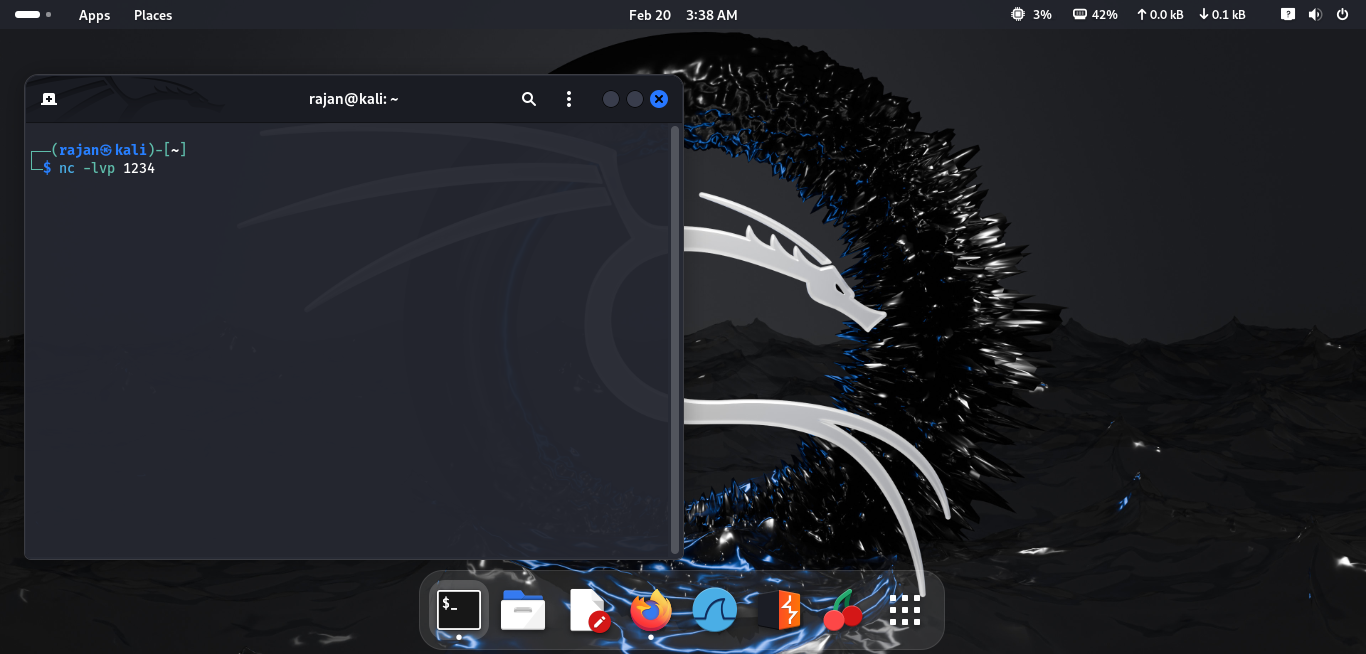 Apps Places Feb 20 3:38 AM 3% 42% 0.0 kB 0.1 kB
rajan@kali: ~
(rajan㉿kali)-[~]
$ nc -lvp 1234
$_